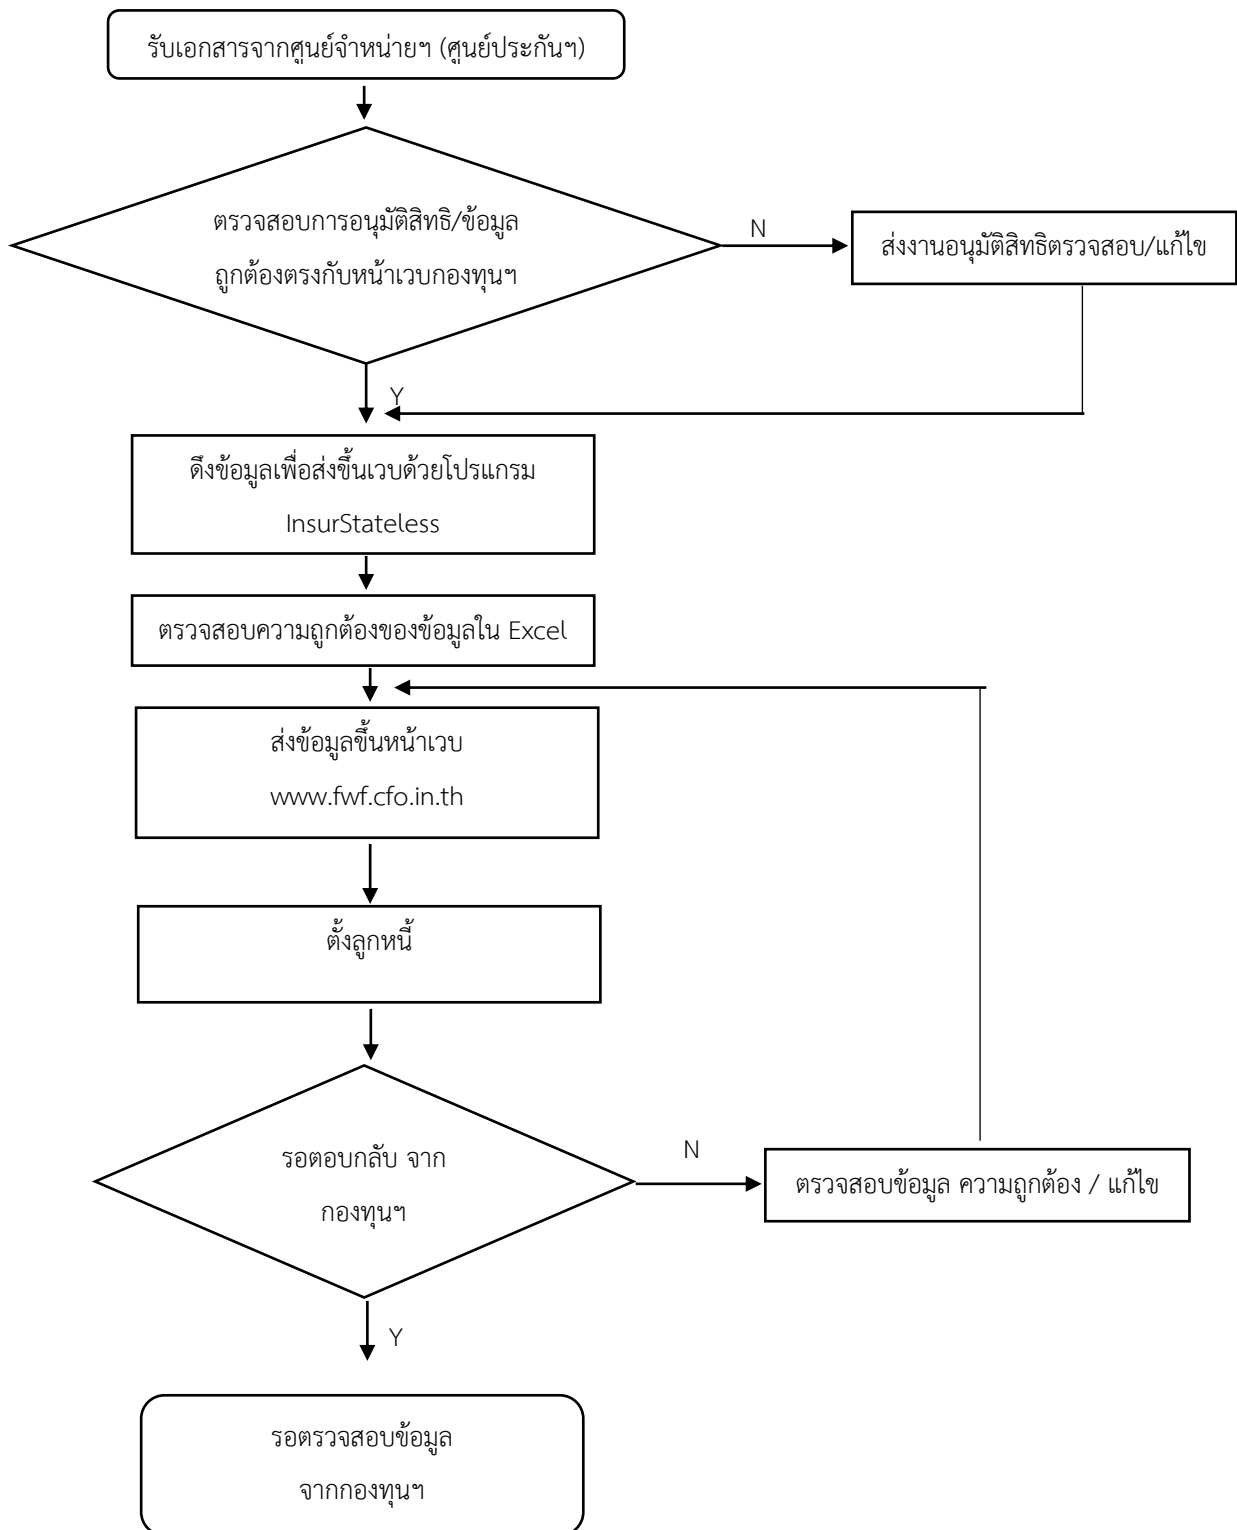 รับเอกสารจากศูนย์จำหน่ายฯ (ศูนย์ประกันฯ)
ตรวจสอบการอนุมัติสิทธิ/ข้อมูล
ถูกต้องตรงกับหน้าเวบกองทุนฯ
N
ส่งงานอนุมัติสิทธิตรวจสอบ/แก้ไข
Y
ดึงข้อมูลเพื่อส่งขึ้นเวบด้วยโปรแกรม
InsurStateless
ตรวจสอบความถูกต้องของข้อมูลใน Excel
ส่งข้อมูลขึ้นหน้าเวบ
www.fwf.cfo.in.th
ตั้งลูกหนี้
รอตอบกลับ จาก
กองทุนฯ
N
ตรวจสอบข้อมูล ความถูกต้อง / แก้ไข
Y
รอตรวจสอบข้อมูล
จากกองทุนฯ